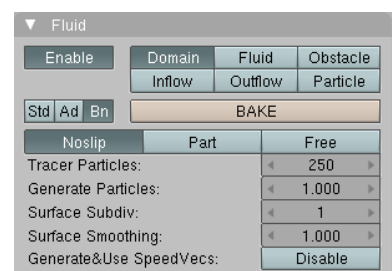 Fluid
Enable Domain Fluid Obstacle
Inflow Outflow Particle
Std Ad Bn BAKE
Noslip Part Free
Tracer Particles: 250
Generate Particles: 1.000
Surface Subdiv: 1
Surface Smoothing: 1.000
Generate&Use SpeedVecs: Disable